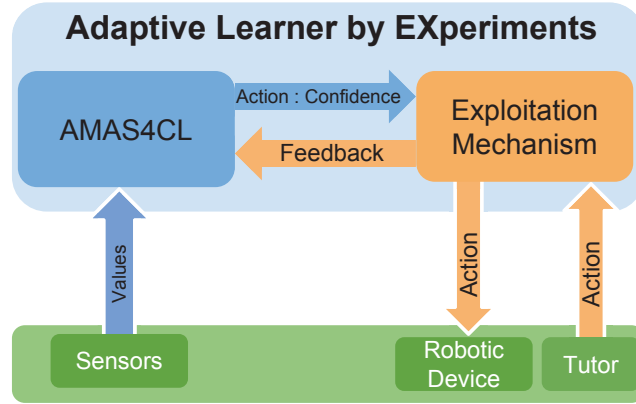 Adaptive Learner by EXperiments
AMAS4CL
Action : Confidence
Feedback
Exploitation
Mechanism
Values
Action
Action
Sensors
Robotic
Device
Tutor